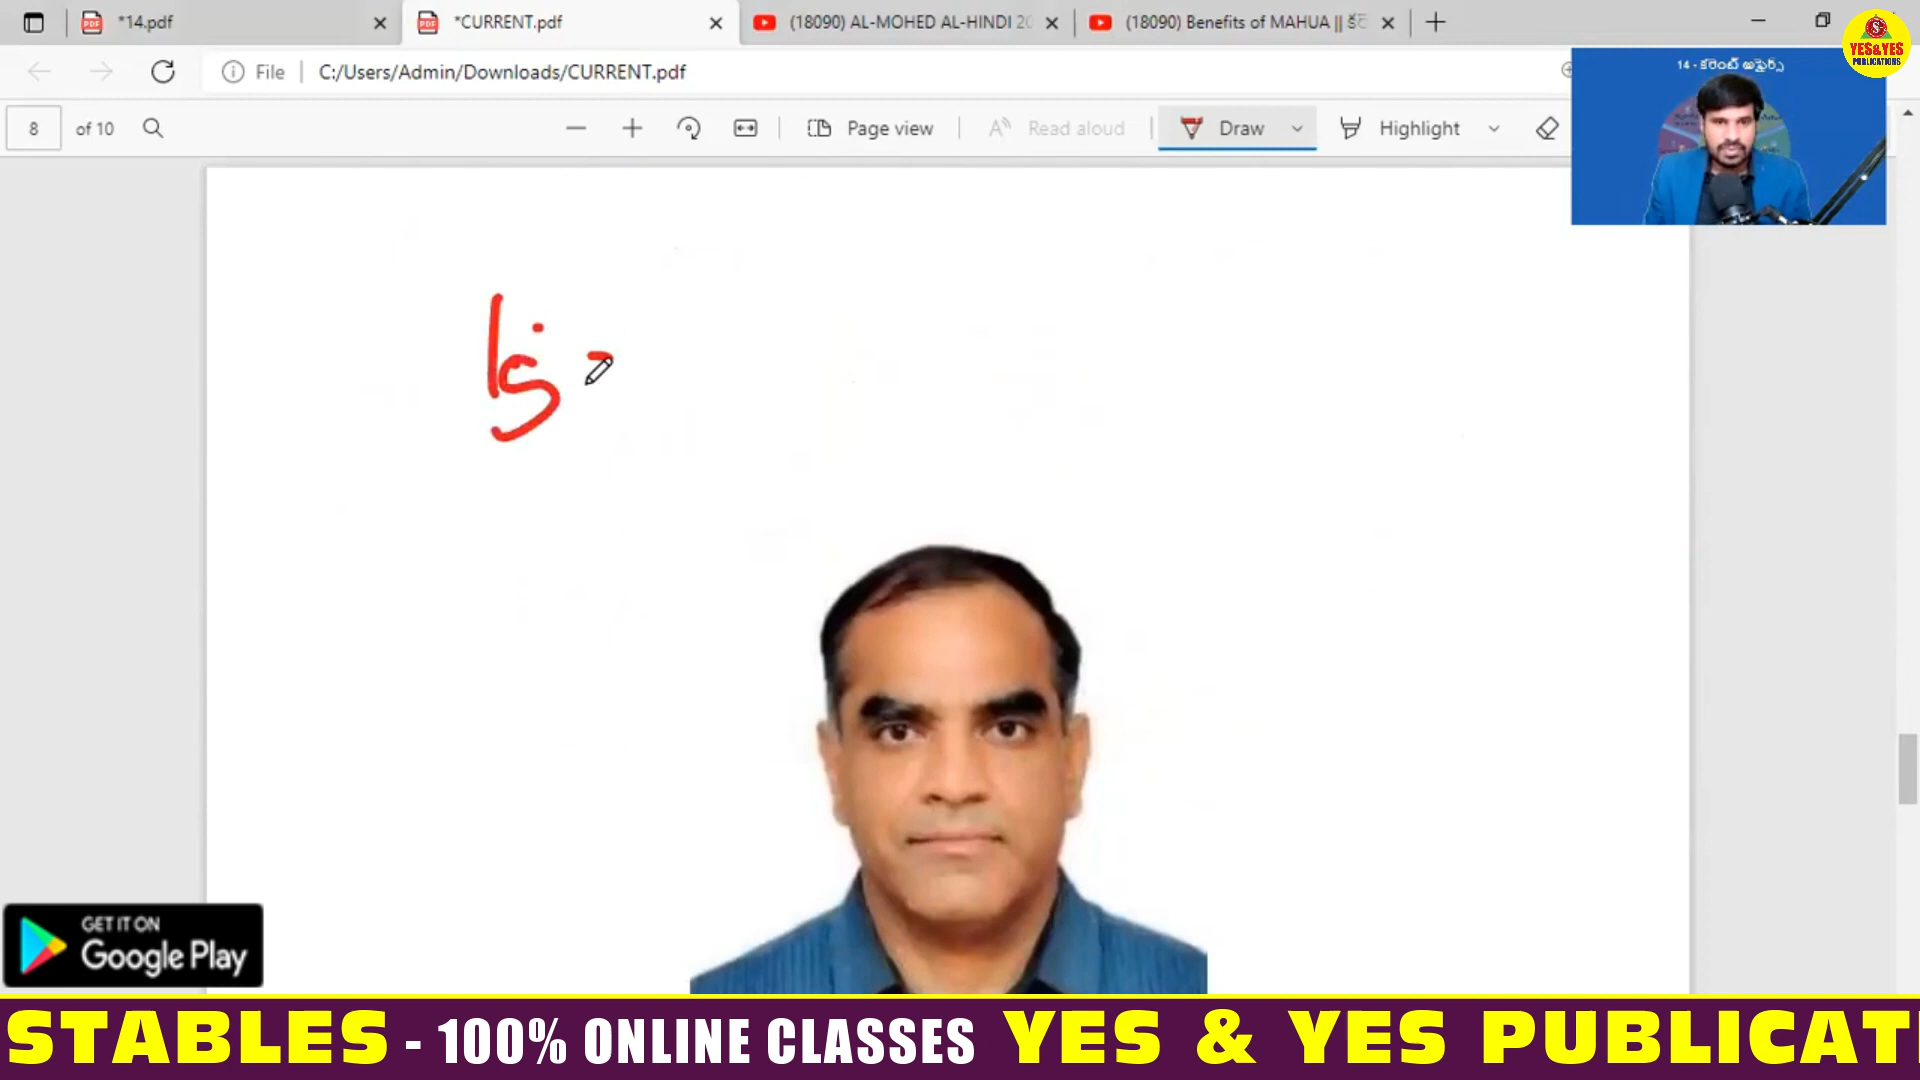 *14.pdf
*CURRENT.pdf
(18090) AL-MOHED AL-HINDI 20
(18090) Benefits of MAHUA ||
File
C:/Users/Admin/Downloads/CURRENT.pdf
8 of 10
Page view
Read aloud
Draw
Highlight
14 - కరెంట్ అఫైర్స్
YES&YES
PUBLICATIONS
GET IT ON
Google Play
STABLES - 100% ONLINE CLASSES YES & YES PUBLICAT